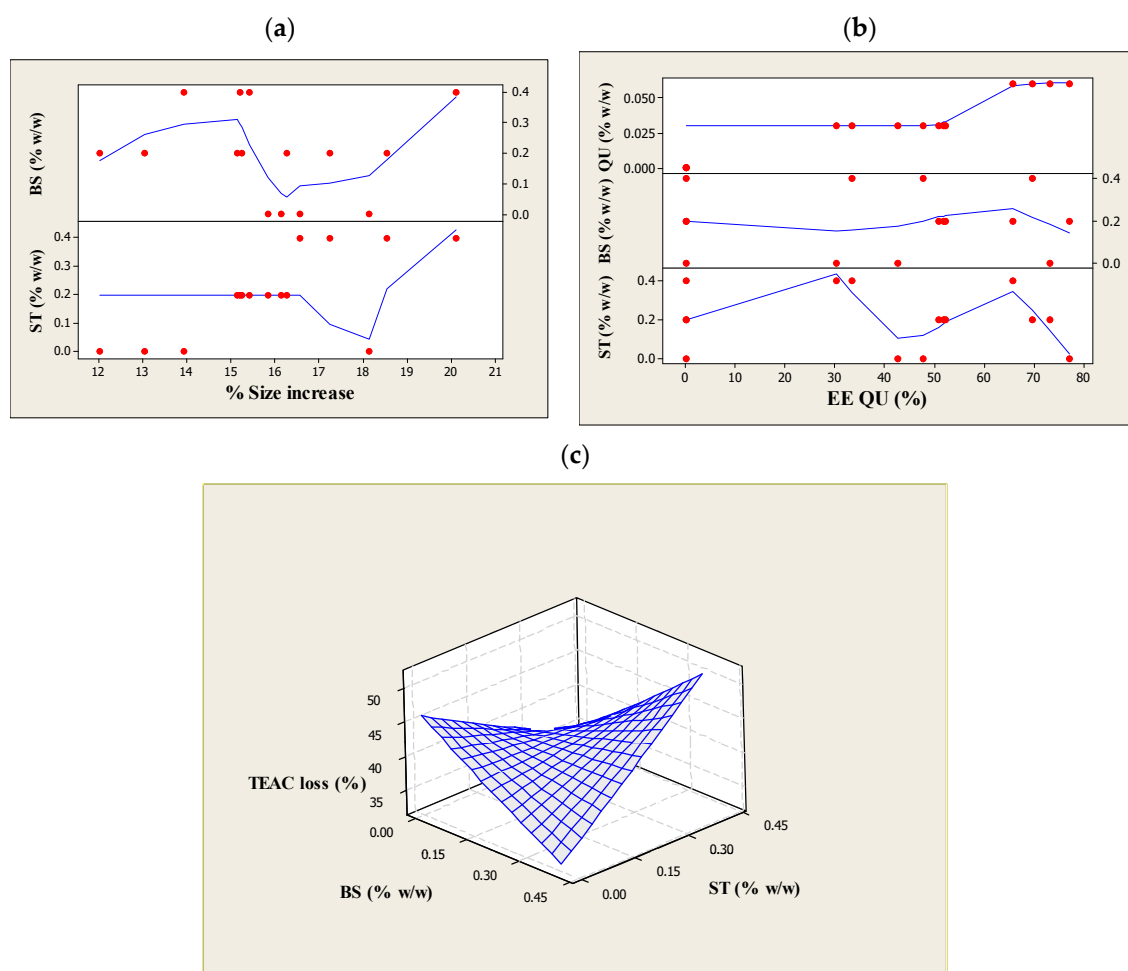 (a)
BS (% w/w)
0.4
0.3
0.2
0.1
0.0
ST (% w/w)
0.4
0.3
0.2
0.1
0.0
12 13 14 15 16 17 18 19 20 21
% Size increase
(b)
QU (% w/w)
0.050
0.025
0.000
BS (% w/w)
0.4
0.2
0.0
ST (% w/w)
0.4
0.2
0.0
0 10 20 30 40 50 60 70 80
EE QU (%)
(c)
TEAC loss (%)
50
45
40
35
0.00
0.15
0.30
0.45
BS (% w/w)
0.00
0.15
0.30
0.45
ST (% w/w)